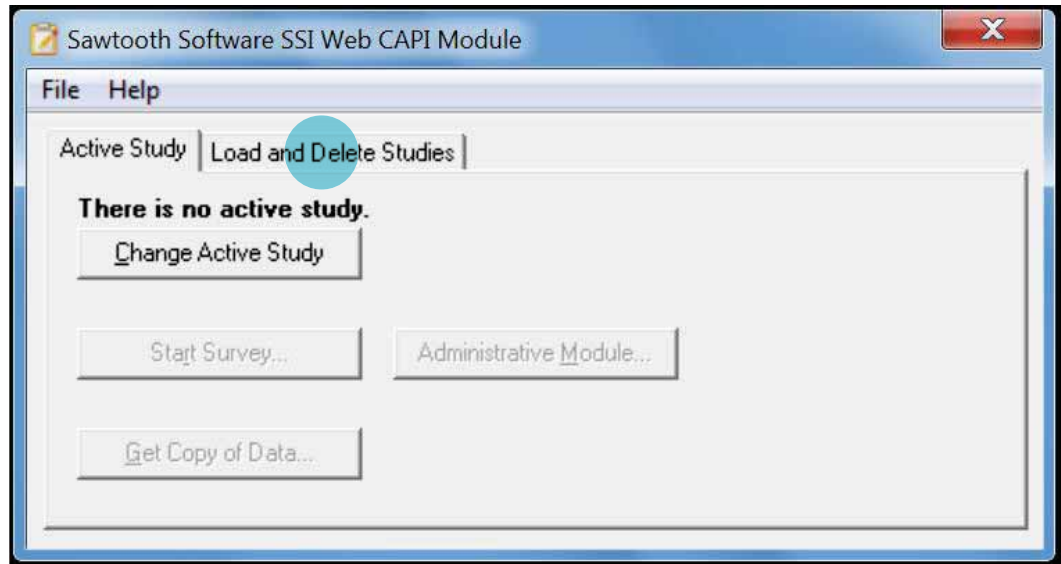 Sawtooth Software SSI Web CAPI Module
File Help
Active Study Load and Delete Studies
There is no active study.
Change Active Study
Start Survey... Administrative Module...
Get Copy of Data...